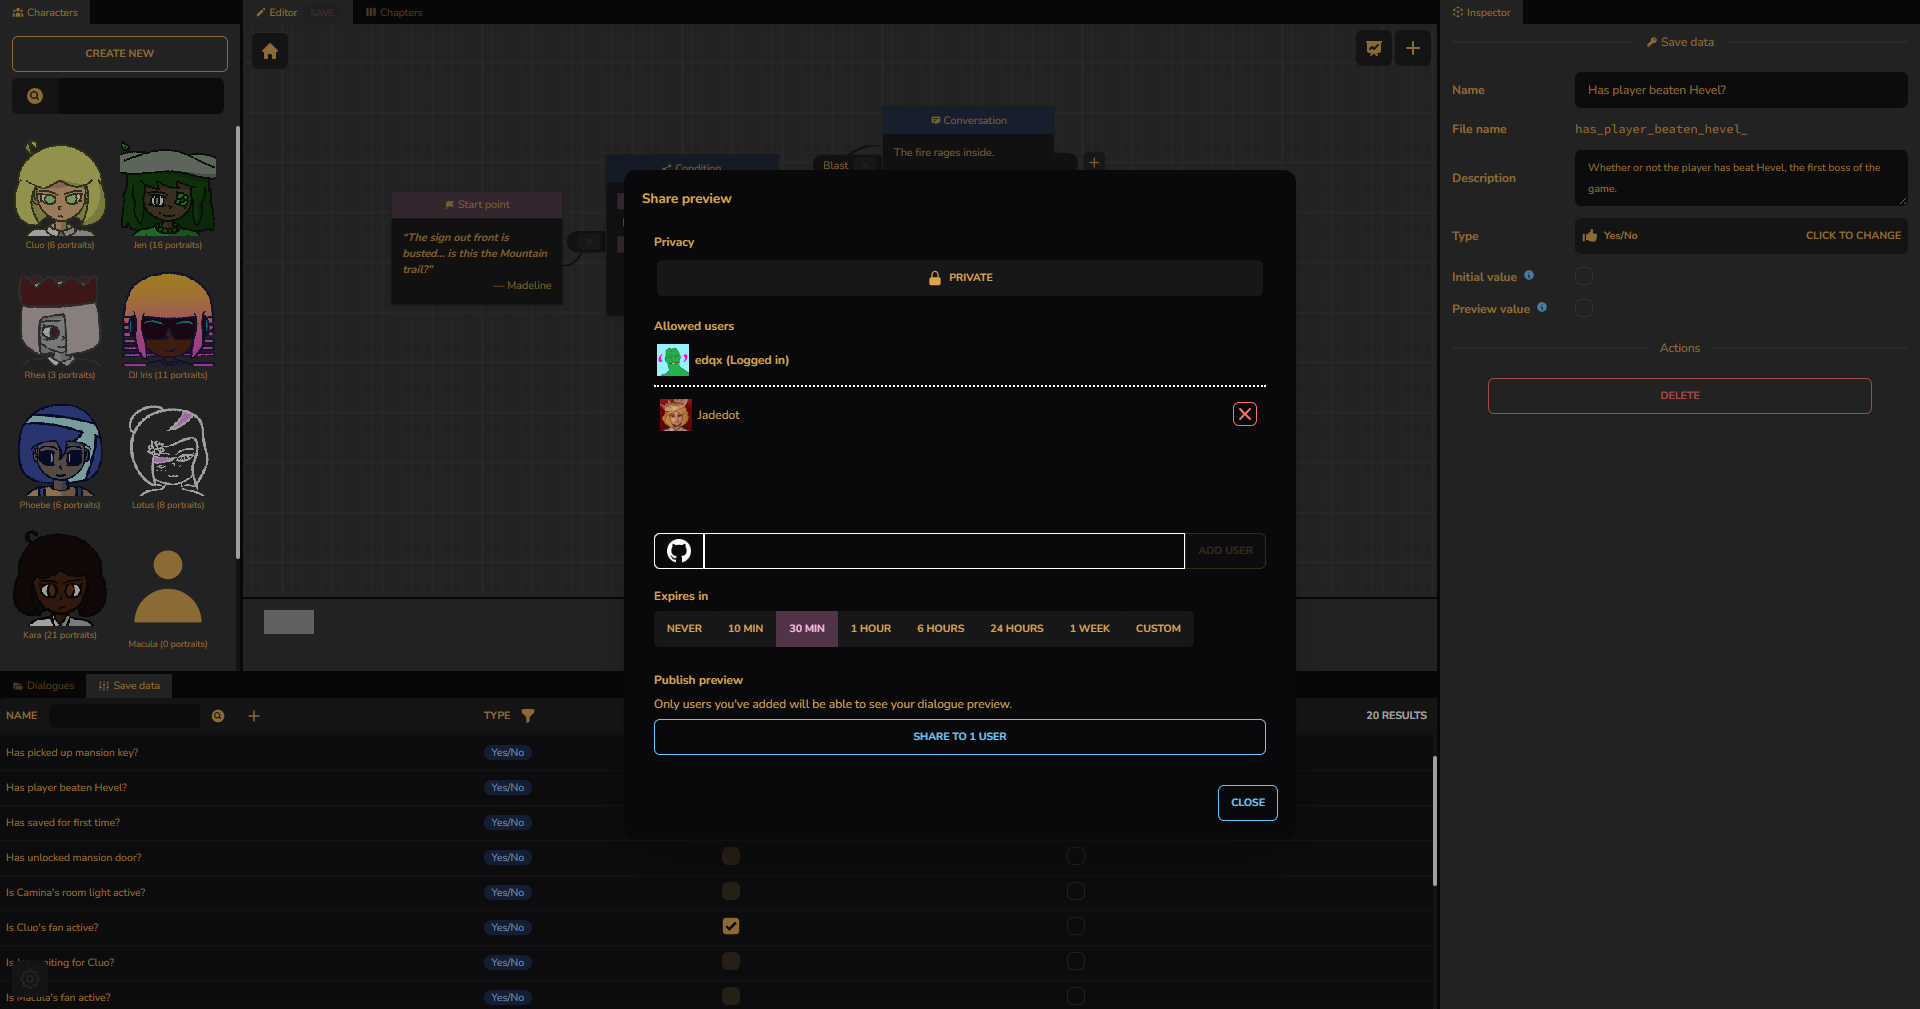 Characters
CREATE NEW
Cluo (6 portraits)
Jen (16 portraits)
Rhea (3 portraits)
DJ Iris (11 portraits)
Phoebe (6 portraits)
Lotus (8 portraits)
Kara (21 portraits)
Macula (0 portraits)
Editor
SAVE
Chapters
Start point
“The sign out front is
busted... is this the Mountain
trail?”
— Madeline
Condition
Blast
Conversation
The fire rages inside.
Share preview
Privacy
PRIVATE
Allowed users
edqx (Logged in)
Jadedot
ADD USER
Expires in
NEVER
10 MIN
30 MIN
1 HOUR
6 HOURS
24 HOURS
1 WEEK
CUSTOM
Publish preview
Only users you've added will be able to see your dialogue preview.
SHARE TO 1 USER
CLOSE
Dialogues
Save data
NAME
TYPE
20 RESULTS
Has picked up mansion key?
Yes/No
Has player beaten Hevel?
Yes/No
Has saved for first time?
Yes/No
Has unlocked mansion door?
Yes/No
Is Camina's room light active?
Yes/No
Is Cluo's fan active?
Yes/No
Is
iting for Cluo?
Yes/No
Is Macula's fan active?
Yes/No
Inspector
Save data
Name
Has player beaten Hevel?
File name
has_player_beaten_hevel_
Description
Whether or not the player has beat Hevel, the first boss of the
game.
Type
Yes/No
CLICK TO CHANGE
Initial value
Preview value
Actions
DELETE